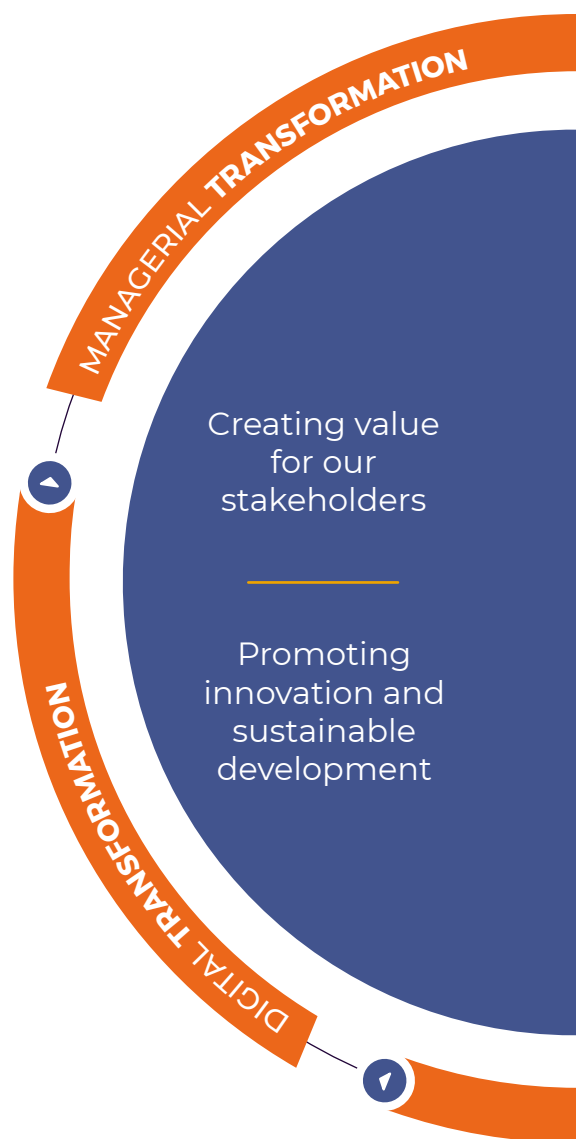 MANAGERIAL TRANSFORMATION
Creating value
for our
stakeholders
Promoting
innovation and
sustainable
development
DIGITAL TRANSFORMATION